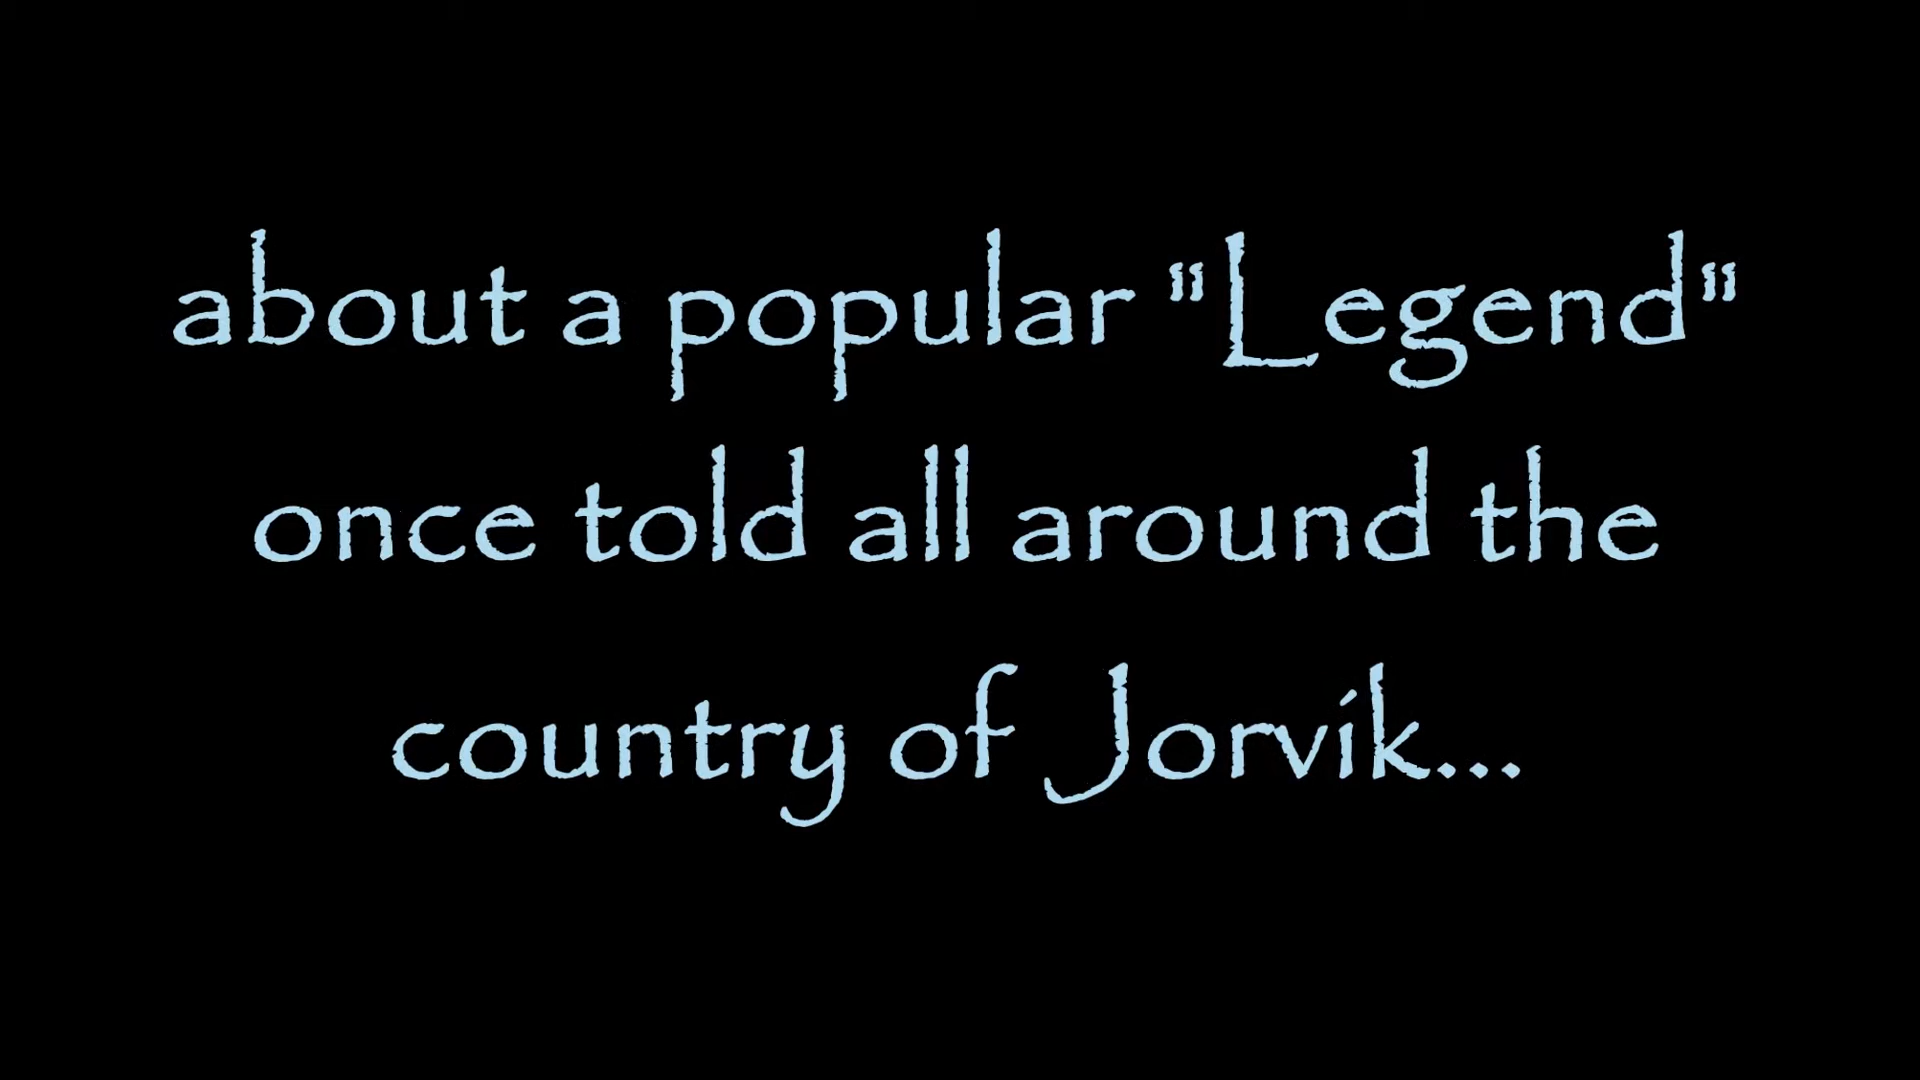 about a popular "Legend"
once told all around the
country of Jorvik...